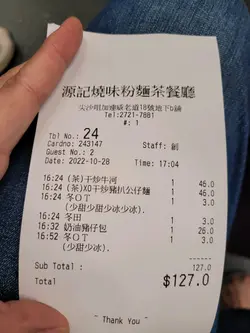 源記燒味粉麵茶餐廳
尖沙咀加連威老道18號地下D舖
Tel:2721-7881
#: 1
Tbl No.: 24
Cardno: 243147 Staff: 副
Guest No.: 2
Date: 2022-10-28 Time: 17:04
16:24 (茶)干炒牛河 1 46.0
16:24 (茶)XO干炒豬扒公仔麵 1 46.0
16:24 冬OT 1 3.0
(少甜少甜少冰少冰).
16:24 冬田 1 3.0
16:32 奶油豬仔包 1 26.0
16:52 冬OT 1 3.0
(少甜少冰).
Sub Total : 127.0
Total $127.0
~ Thank You ~